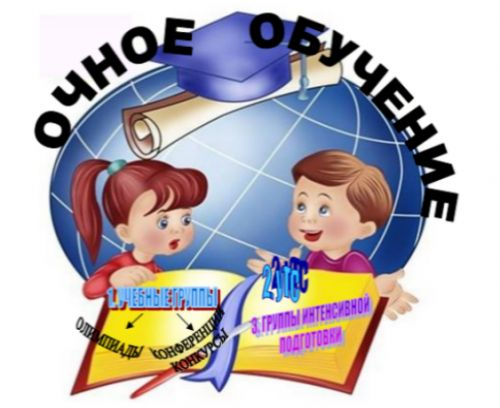 ОЧНОЕ ОБУЧЕНИЕ
1. УЧЕБНЫЕ ГРУППЫ
ОЛИМПИАДЫ
КОНФЕРЕНЦИИ
КОНКУРСЫ
3. ГРУППЫ ИНТЕНСИВНОЙ
ПОДГОТОВКИ